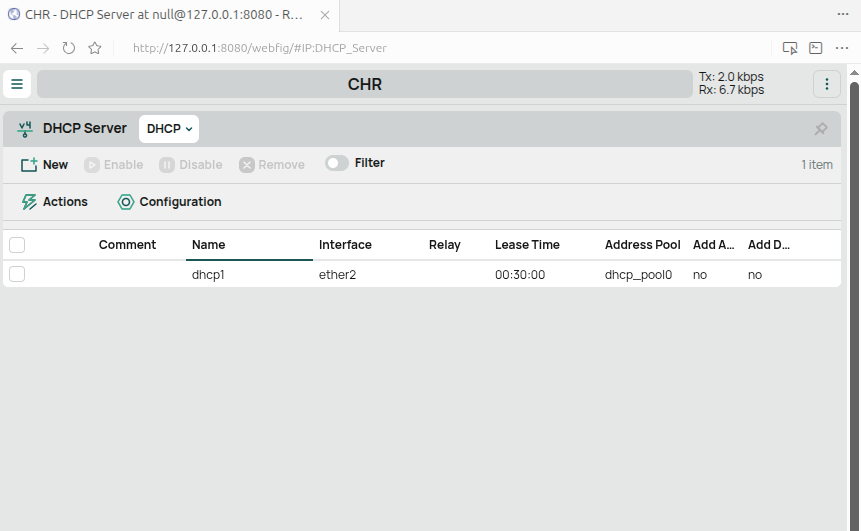 CHR - DHCP Server at null@127.0.0.1:8080 - R...
http://127.0.0.1:8080/webfig/#IP:DHCP_Server
CHR
Tx: 2.0 kbps
Rx: 6.7 kbps
v4 DHCP Server DHCP
New Enable Disable Remove Filter 1 item
Actions Configuration
Comment Name Interface Relay Lease Time Address Pool Add A... Add D...
dhcp1 ether2 00:30:00 dhcp_pool0 no no